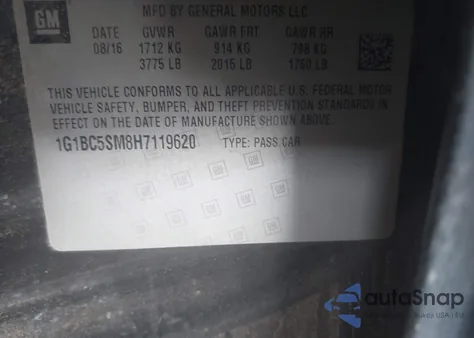 GM
MFD BY GENERAL MOTORS LLC
DATE GVWR GAWR FRT GAWR RR
08/16 1712 KG 914 KG 798 KG
3775 LB 2015 LB 1760 LB
THIS VEHICLE CONFORMS TO ALL APPLICABLE U.S. FEDERAL MOTOR
VEHICLE SAFETY, BUMPER, AND THEFT PREVENTION STANDARDS IN
EFFECT ON THE DATE OF MANUFACTURE SHOWN ABOVE.
1G1BC5SM8H7119620 TYPE: PASS CAR
autoSnap